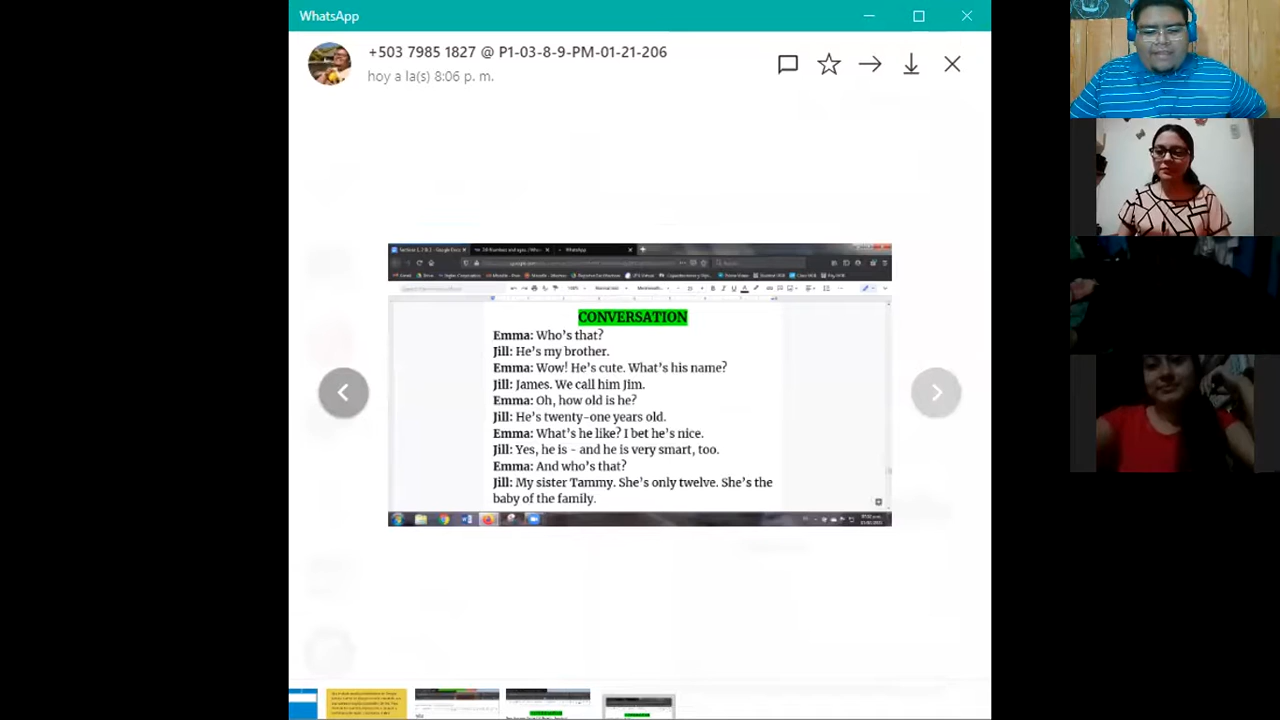 WhatsApp
+503 7985 1827 @ P1-03-8-9-PM-01-21-206
hoy a la(s) 8:06 p. m.
CONVERSATION
Emma: Who's that?
Jill: He's my brother.
Emma: Wow! He's cute. What's his name?
Jill: James. We call him Jim.
Emma: Oh, how old is he?
Jill: He's twenty-one years old.
Emma: What's he like? I bet he's nice.
Jill: Yes, he is - and he is very smart, too.
Emma: And who's that?
Jill: My sister Tammy. She's only twelve. She's the
baby of the family.